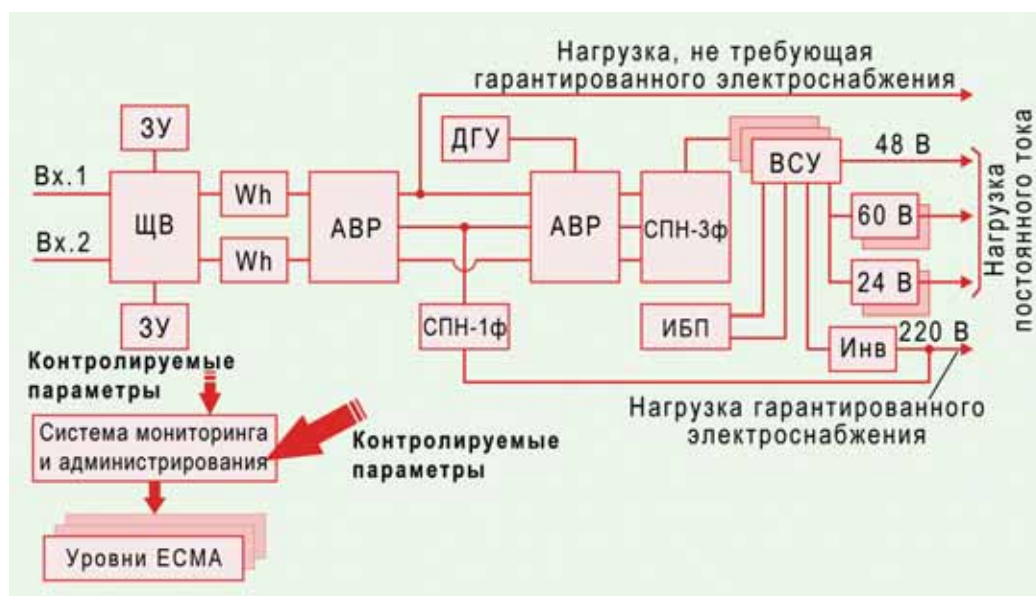 Нагрузка, не требующая
гарантированного электроснабжения
ЗУ
ДГУ
ВСУ
48 В
Вх.1
Wh
ЩВ
АВР
АВР
СПН-3ф
60 В
Вх.2
Wh
24 В
Нагрузка
постоянного тока
ЗУ
СПН-1ф
ИБП
Инв
220 В
Контролируемые
параметры
Нагрузка гарантированного
электроснабжения
Система мониторинга
и администрирования
Контролируемые
параметры
Уровни ЕСМА